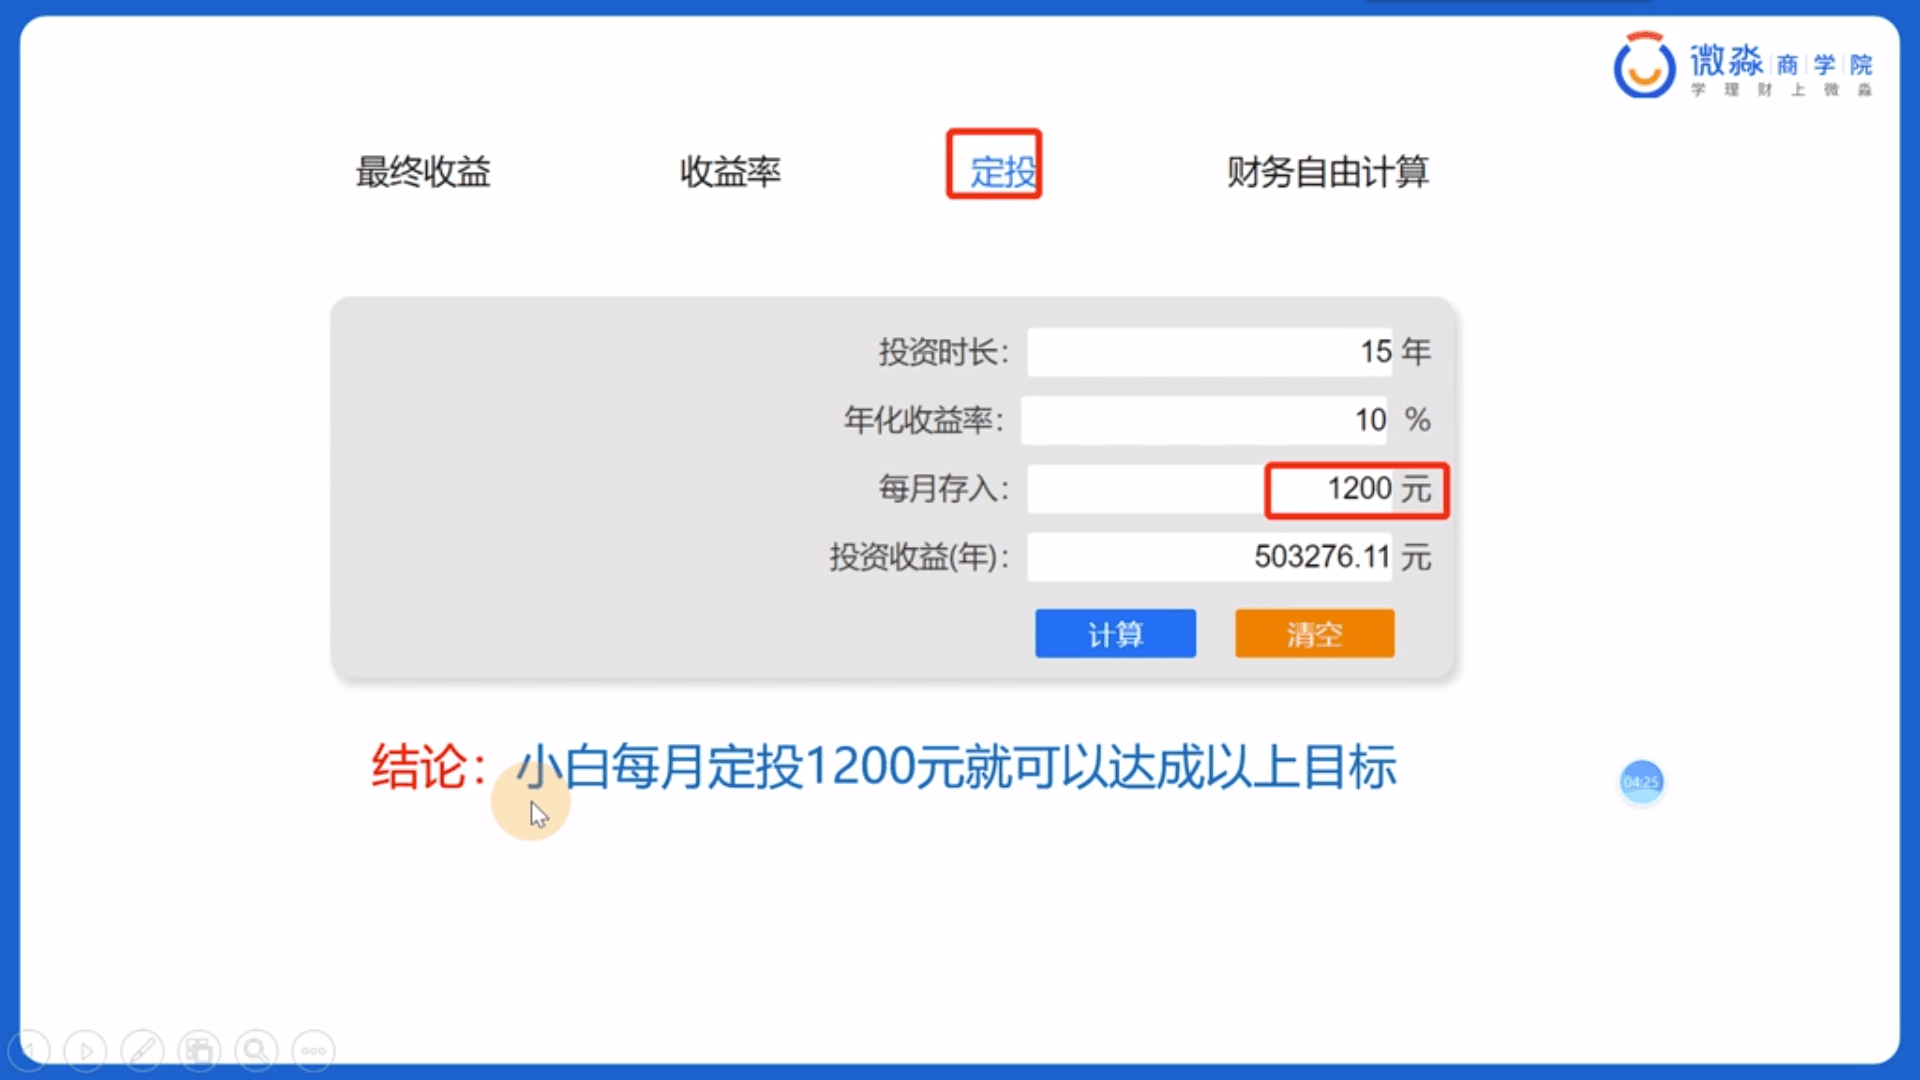 微淼 商学院
学理财上微淼
最终收益 收益率 定投 财务自由计算
投资时长： 15 年
年化收益率： 10 %
每月存入： 1200 元
投资收益(年)： 503276.11 元
计算 清空
结论：小白每月定投1200元就可以达成以上目标
04:25